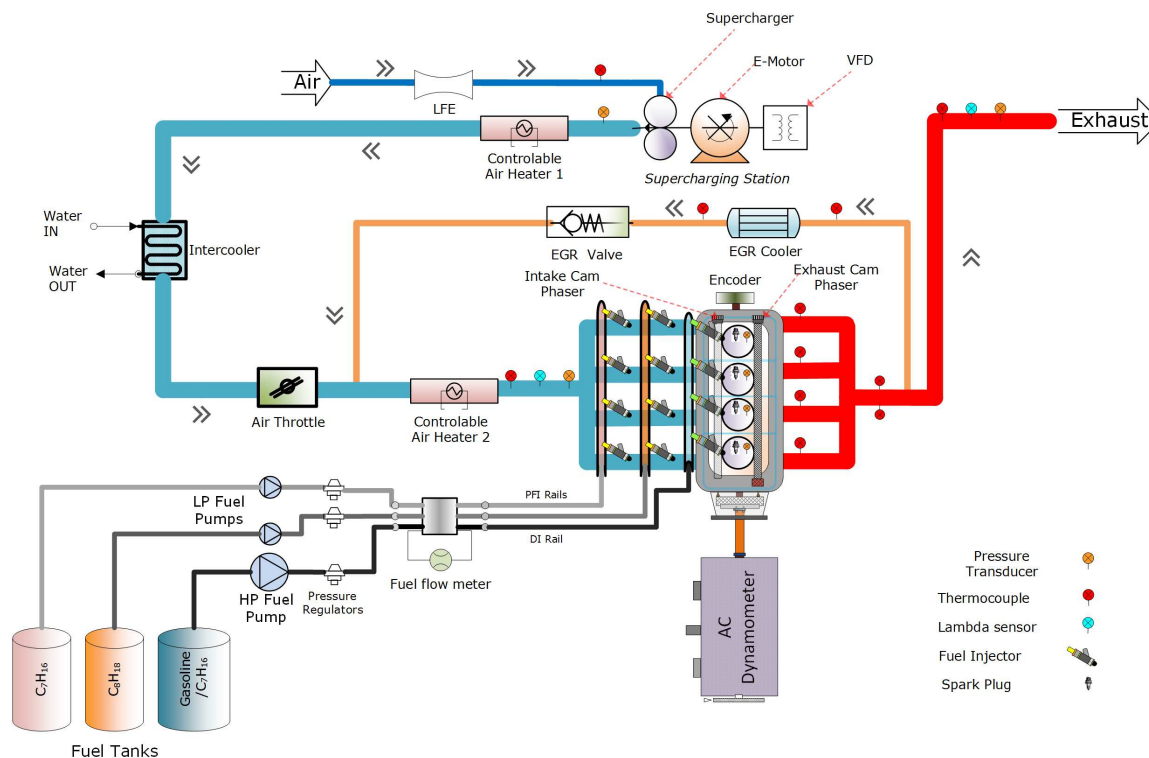 Supercharger
E-Motor
VFD
Air
LFE
Exhaust
Controlable
Air Heater 1
Supercharging Station
Water
IN
Intercooler
Water
OUT
EGR Valve
EGR Cooler
Intake Cam
Phaser
Encoder
Exhaust Cam
Phaser
Air Throttle
Controlable
Air Heater 2
LP Fuel
Pumps
PFI Rails
DI Rail
HP Fuel
Pump
Pressure
Regulators
Fuel flow meter
AC
Dynamometer
Pressure
Transducer
Thermocouple
Lambda sensor
Fuel Injector
Spark Plug
C₇H₁₆
C₈H₁₈
Gasoline
/C₇H₁₆
Fuel Tanks